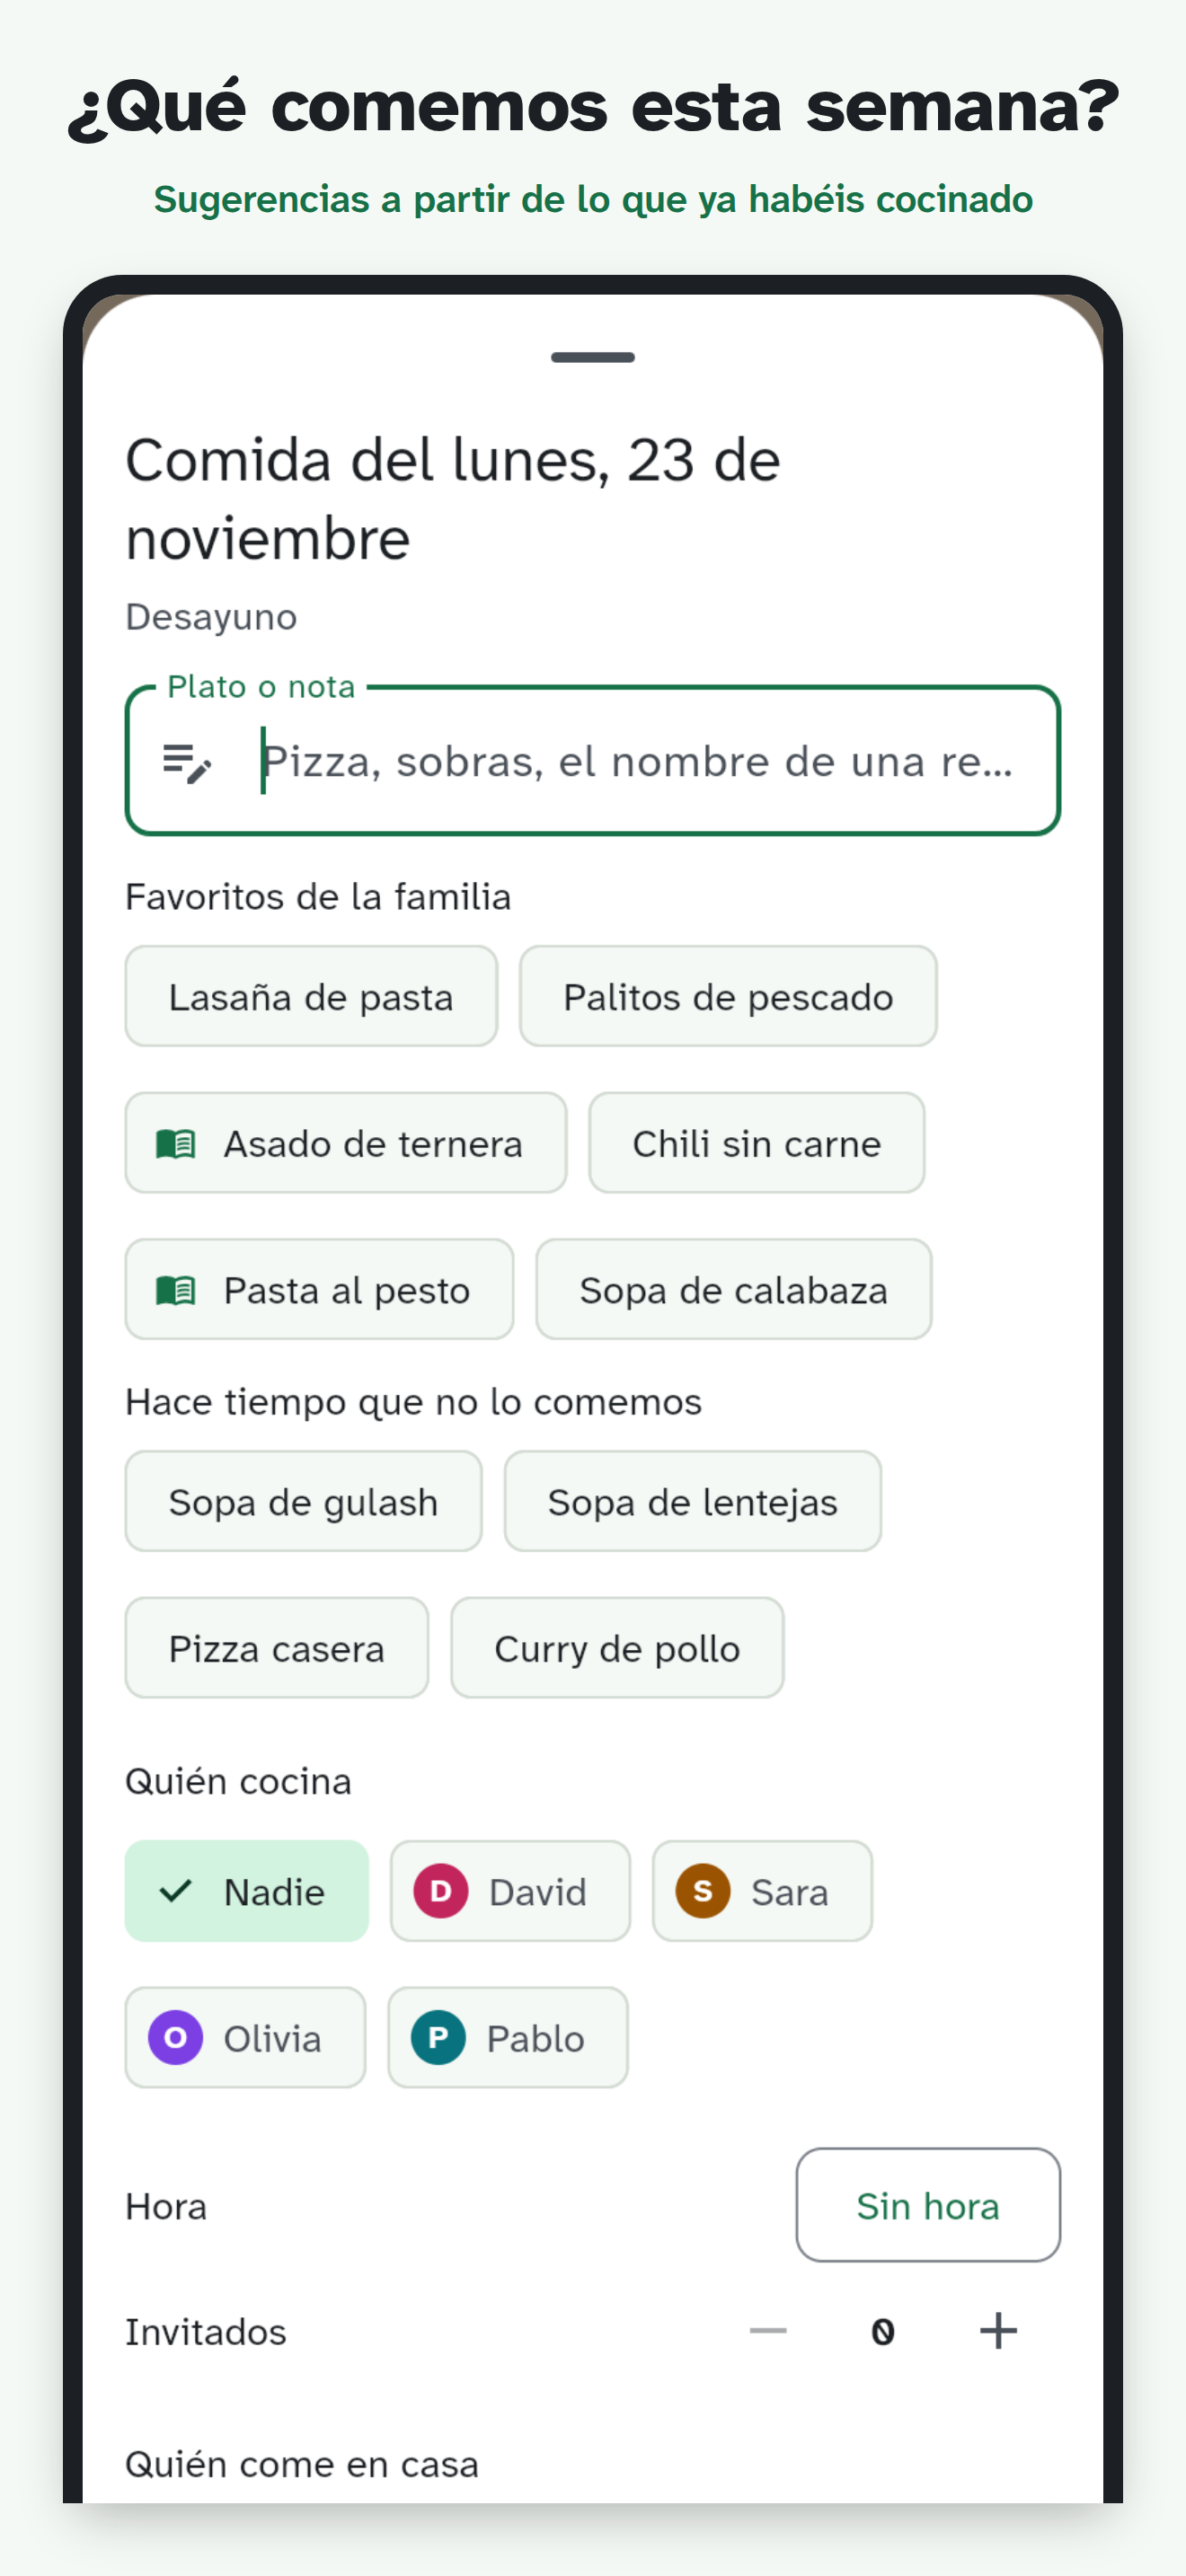 ¿Qué comemos esta semana?
Sugerencias a partir de lo que ya habéis cocinado
Comida del lunes, 23 de
noviembre
Desayuno
Plato o nota
Pizza, sobras, el nombre de una re...
Favoritos de la familia
Lasaña de pasta
Palitos de pescado
Asado de ternera
Chili sin carne
Pasta al pesto
Sopa de calabaza
Hace tiempo que no lo comemos
Sopa de gulash
Sopa de lentejas
Pizza casera
Curry de pollo
Quién cocina
Nadie
D David
S Sara
O Olivia
P Pablo
Hora
Sin hora
Invitados
0
Quién come en casa